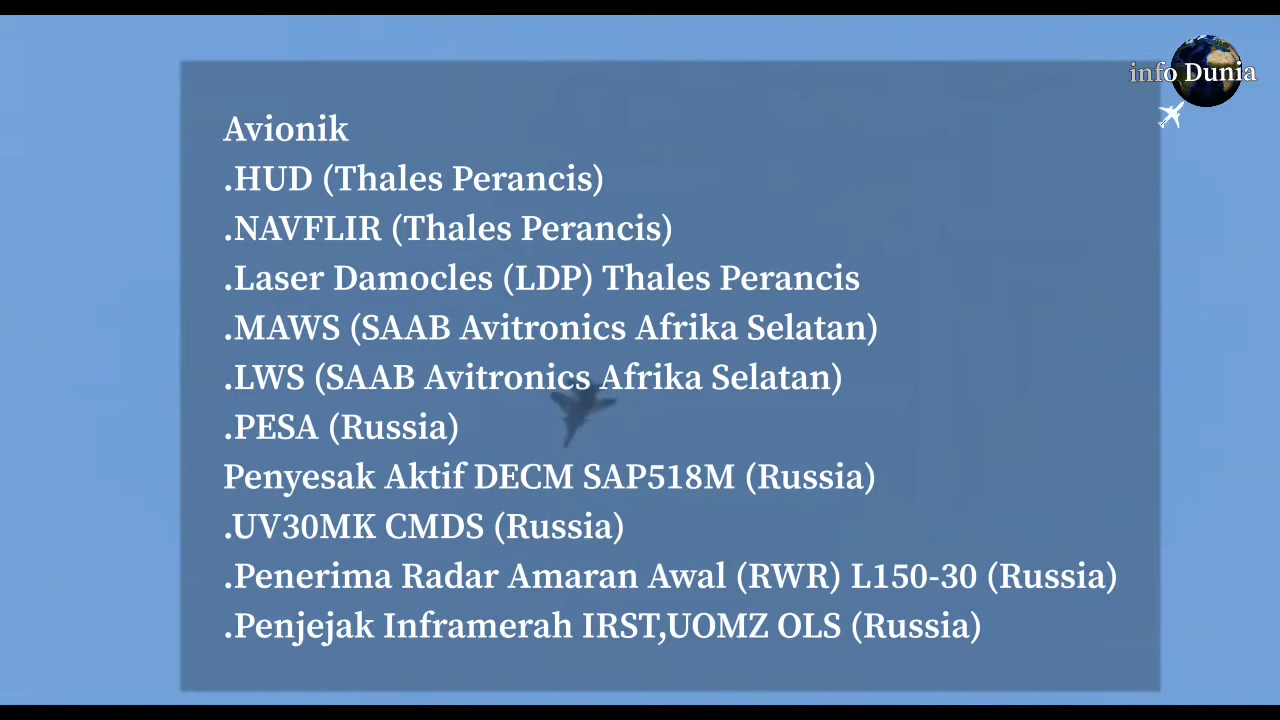 info Dunia
Avionik
.HUD (Thales Perancis)
.NAVFLIR (Thales Perancis)
.Laser Damocles (LDP) Thales Perancis
.MAWS (SAAB Avitronics Afrika Selatan)
.LWS (SAAB Avitronics Afrika Selatan)
.PESA (Russia)
Penyesak Aktif DECM SAP518M (Russia)
.UV30MK CMDS (Russia)
.Penerima Radar Amaran Awal (RWR) L150-30 (Russia)
.Penjejak Inframerah IRST,UOMZ OLS (Russia)